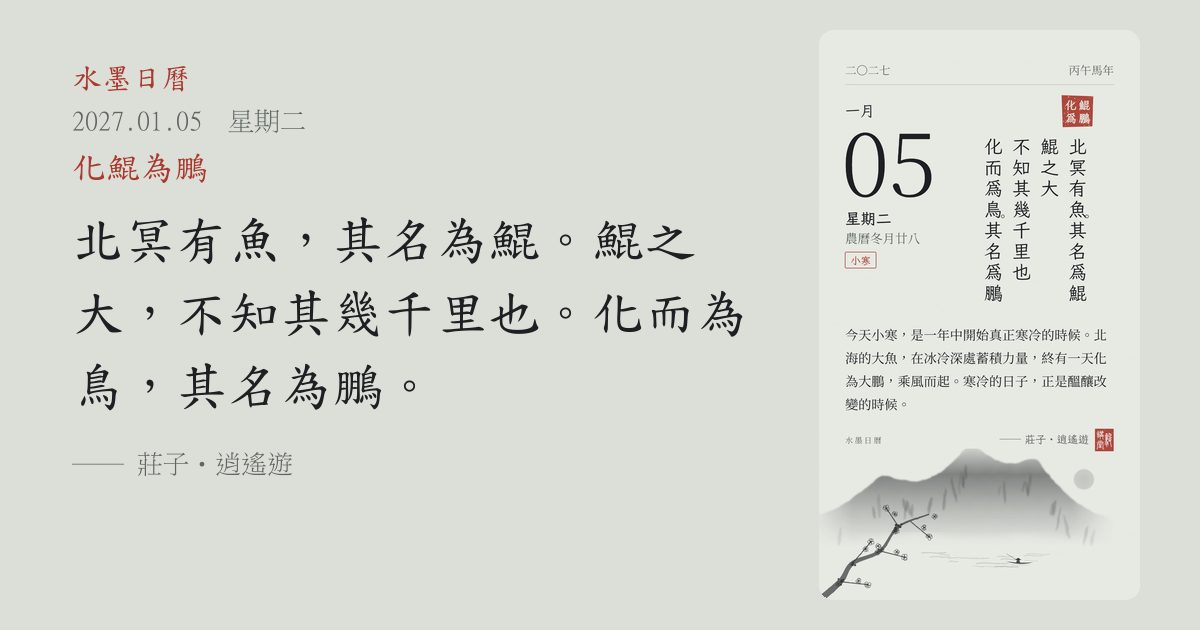 水墨日曆
2027.01.05 星期二
化鯤為鵬
北冥有魚，其名為鯤。鯤之
大，不知其幾千里也。化而為
鳥，其名為鵬。
—— 莊子・逍遙遊
二〇二七
丙午馬年
一月
05
星期二
農曆冬月廿八
小寒
鯤鵬
化爲
北冥有魚。其名爲鯤
鯤之大
不知其幾千里也
化而爲鳥。其名爲鵬
今天小寒，是一年中開始真正寒冷的時候。北
海的大魚，在冰冷深處蓄積力量，終有一天化
為大鵬，乘風而起。寒冷的日子，正是醞釀改
變的時候。
水墨日曆
—— 莊子・逍遙遊